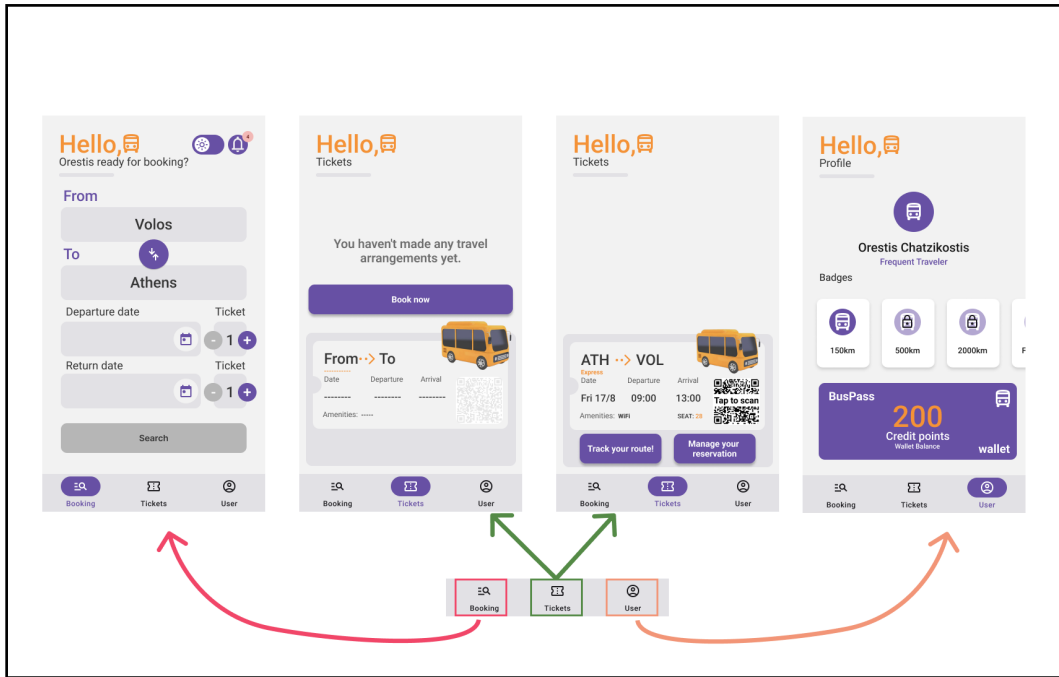 Hello,
Orestis ready for booking?
4
From
Volos
To
Athens
Departure date Ticket
- 1 +
Return date Ticket
- 1 +
Search
Booking Tickets User
Hello,
Tickets
You haven't made any travel
arrangements yet.
Book now
From··> To
Date Departure Arrival
-------- -------- --------
Amenities: -----
Booking Tickets User
Hello,
Tickets
ATH ··> VOL
Express
Date Departure Arrival
Fri 17/8 09:00 13:00
Tap to scan
Amenities: WiFi SEAT: 28
Track your route!
Manage your
reservation
Booking Tickets User
Hello,
Profile
Orestis Chatzikostis
Frequent Traveler
Badges
150km 500km 2000km F
BusPass
200
Credit points
Wallet Balance
wallet
Booking Tickets User
Booking Tickets User